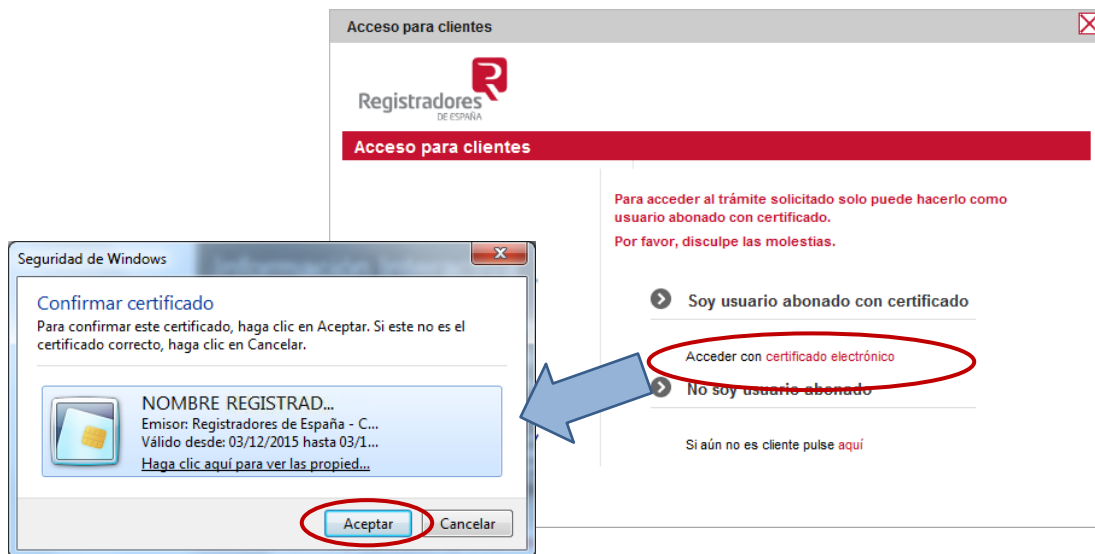 Acceso para clientes
Registradores
DE ESPAÑA
Acceso para clientes
Para acceder al trámite solicitado solo puede hacerlo como
usuario abonado con certificado.
Por favor, disculpe las molestias.
Soy usuario abonado con certificado
Acceder con certificado electrónico
No soy usuario abonado
Si aún no es cliente pulse aquí
Seguridad de Windows
Confirmar certificado
Para confirmar este certificado, haga clic en Aceptar. Si este no es el
certificado correcto, haga clic en Cancelar.
NOMBRE REGISTRAD...
Emisor: Registradores de España - C...
Válido desde: 03/12/2015 hasta 03/1...
Haga clic aquí para ver las propied...
Aceptar
Cancelar